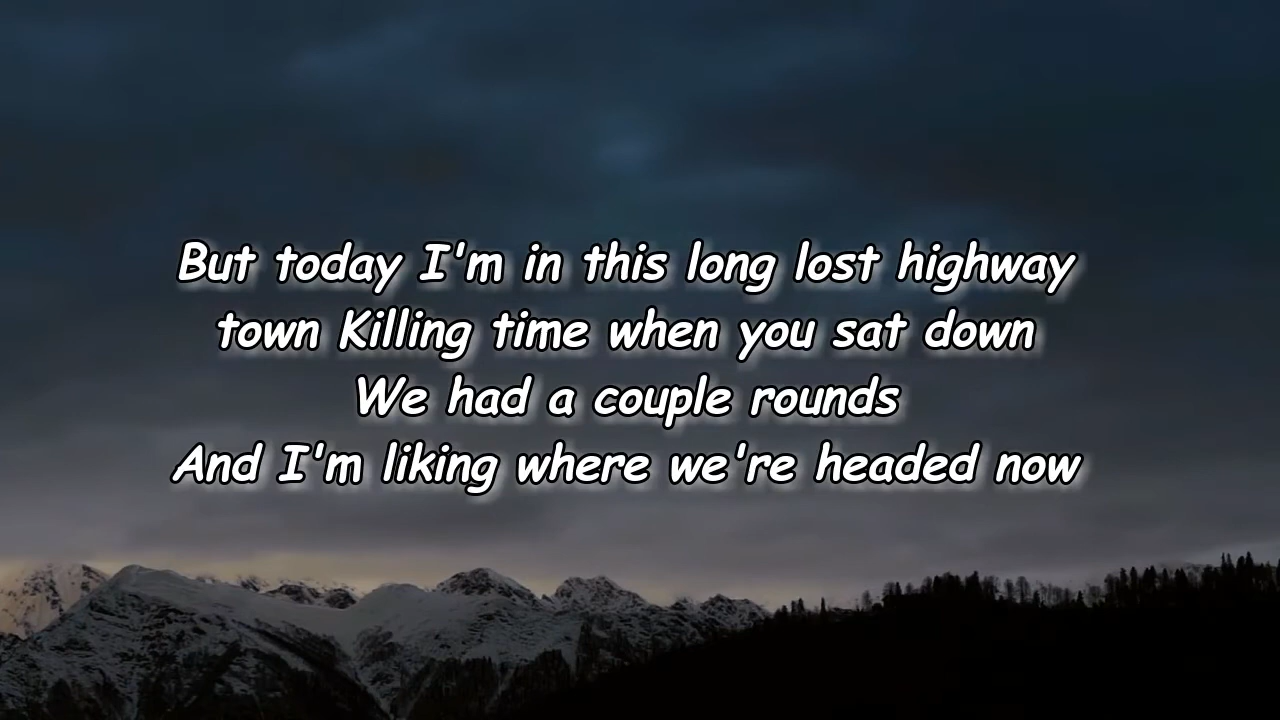 But today I'm in this long lost highway
town Killing time when you sat down
We had a couple rounds
And I'm liking where we're headed now